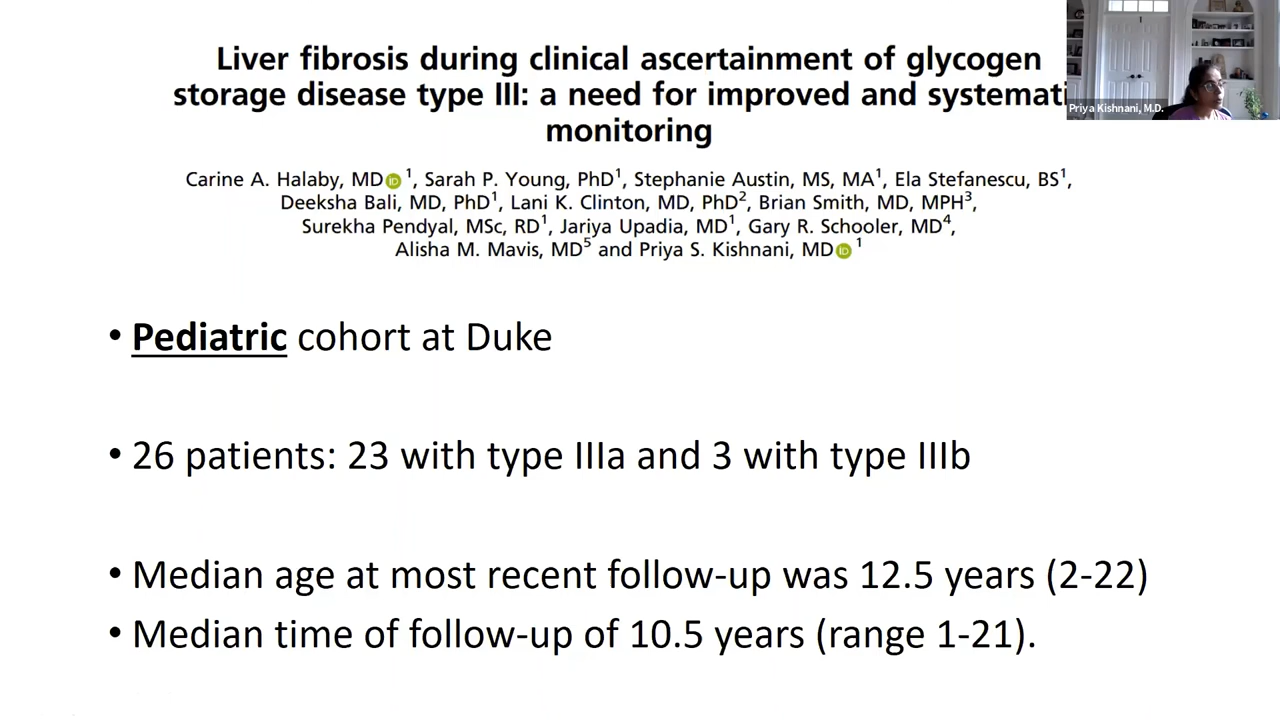 Liver fibrosis during clinical ascertainment of glycogen
storage disease type III: a need for improved and systemati
monitoring
Priya Kishnani, M.D.
Carine A. Halaby, MD iD 1, Sarah P. Young, PhD1, Stephanie Austin, MS, MA1, Ela Stefanescu, BS1,
Deeksha Bali, MD, PhD1, Lani K. Clinton, MD, PhD2, Brian Smith, MD, MPH3,
Surekha Pendyal, MSc, RD1, Jariya Upadia, MD1, Gary R. Schooler, MD4,
Alisha M. Mavis, MD5 and Priya S. Kishnani, MD iD 1
• Pediatric cohort at Duke
• 26 patients: 23 with type IIIa and 3 with type IIIb
• Median age at most recent follow-up was 12.5 years (2-22)
• Median time of follow-up of 10.5 years (range 1-21).